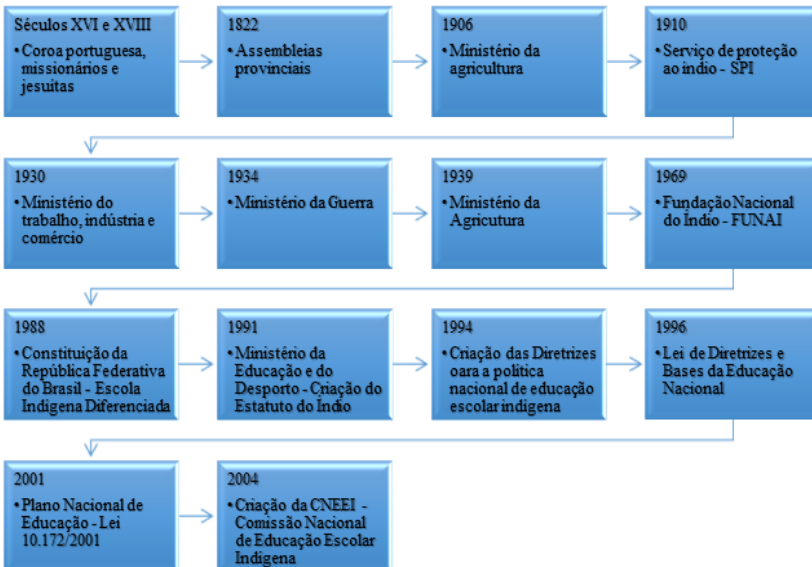 Séculos XVI e XVIII
• Coroa portuguesa,
missionários e
jesuítas
1822
• Assembleias
provinciais
1906
• Ministério da
agricultura
1910
• Serviço de proteção
ao índio - SPI
1930
• Ministério do
trabalho, indústria e
comércio
1934
• Ministério da Guerra
1939
• Ministério da
Agricutura
1969
• Fundação Nacional
do Índio - FUNAI
1988
• Constituição da
República Federativa
do Brasil - Escola
Indígena Diferenciada
1991
• Ministério da
Educação e do
Desporto - Criação do
Estatuto do Índio
1994
• Criação das Diretrizes
oara a política
nacional de educação
escolar indígena
1996
• Lei de Diretrizes e
Bases da Educação
Nacional
2001
• Plano Nacional de
Educação - Lei
10.172/2001
2004
• Criação da CNEEI -
Comissão Nacional
de Educação Escolar
Indígena